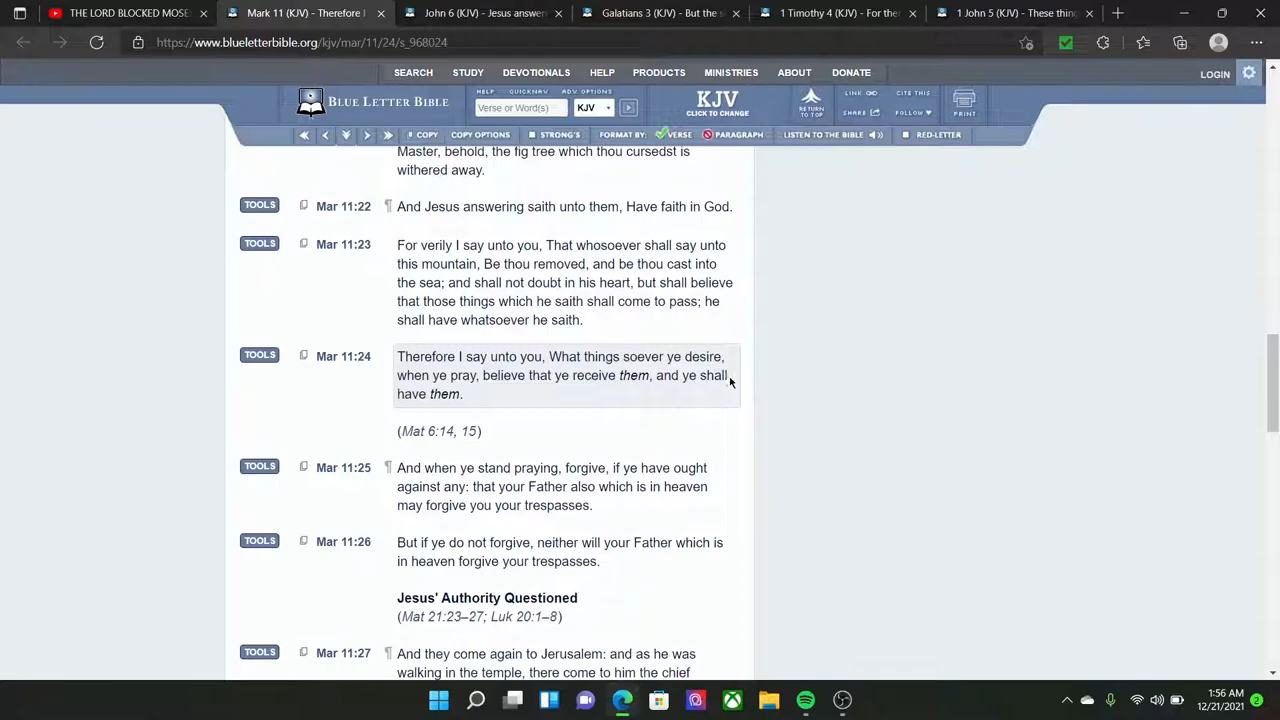 THE LORD BLOCKED MOSE
Mark 11 (KJV) - Therefore I
John 6 (KJV) - Jesus answer
Galatians 3 (KJV) - But the s
1 Timothy 4 (KJV) - For ther
1 John 5 (KJV) - These thing
https://www.blueletterbible.org/kjv/mar/11/24/s_968024
SEARCH STUDY DEVOTIONALS HELP PRODUCTS MINISTRIES ABOUT DONATE LOGIN
BLUE LETTER BIBLE
HELP QUICKNAV ADV OPTIONS
Verse or Word(s) KJV
KJV
CLICK TO CHANGE
RETURN TO TOP
LINK CITE THIS
SHARE FOLLOW
PRINT
COPY COPY OPTIONS STRONG'S FORMAT BY: VERSE PARAGRAPH LISTEN TO THE BIBLE RED-LETTER
Master, behold, the fig tree which thou cursedst is
withered away.
TOOLS Mar 11:22 ¶ And Jesus answering saith unto them, Have faith in God.
TOOLS Mar 11:23 For verily I say unto you, That whosoever shall say unto
this mountain, Be thou removed, and be thou cast into
the sea; and shall not doubt in his heart, but shall believe
that those things which he saith shall come to pass; he
shall have whatsoever he saith.
TOOLS Mar 11:24 Therefore I say unto you, What things soever ye desire,
when ye pray, believe that ye receive them, and ye shall
have them.
(Mat 6:14, 15)
TOOLS Mar 11:25 ¶ And when ye stand praying, forgive, if ye have ought
against any: that your Father also which is in heaven
may forgive you your trespasses.
TOOLS Mar 11:26 But if ye do not forgive, neither will your Father which is
in heaven forgive your trespasses.
Jesus' Authority Questioned
(Mat 21:23–27; Luk 20:1–8)
TOOLS Mar 11:27 ¶ And they come again to Jerusalem: and as he was
walking in the temple, there come to him the chief
1:56 AM
12/21/2021
2